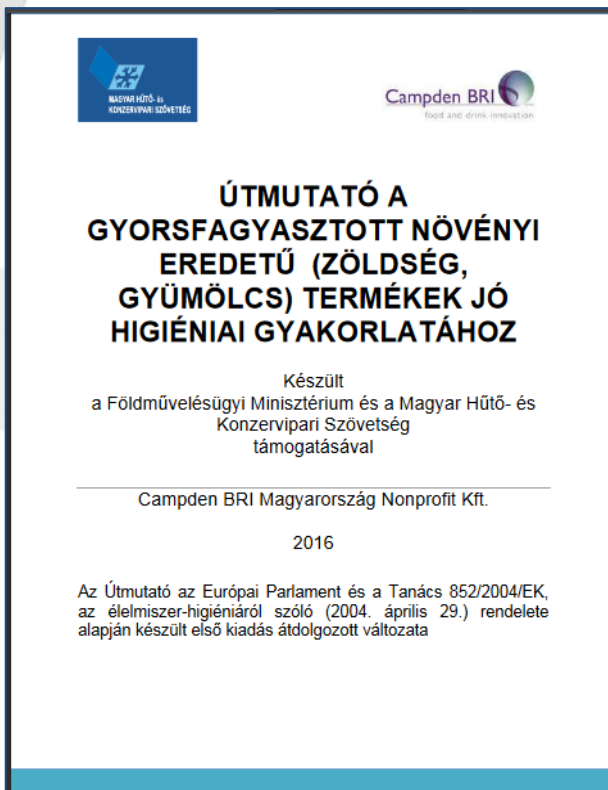 MAGYAR HŰTŐ- és
KONZERVIPARI SZÖVETSÉG
Campden BRI
food and drink innovation
ÚTMUTATÓ A
GYORSFAGYASZTOTT NÖVÉNYI
EREDETŰ (ZÖLDSÉG,
GYÜMÖLCS) TERMÉKEK JÓ
HIGIÉNIAI GYAKORLATÁHOZ
Készült
a Földművelésügyi Minisztérium és a Magyar Hűtő- és
Konzervipari Szövetség
támogatásával
Campden BRI Magyarország Nonprofit Kft.
2016
Az Útmutató az Európai Parlament és a Tanács 852/2004/EK,
az élelmiszer-higiéniáról szóló (2004. április 29.) rendelete
alapján készült első kiadás átdolgozott változata